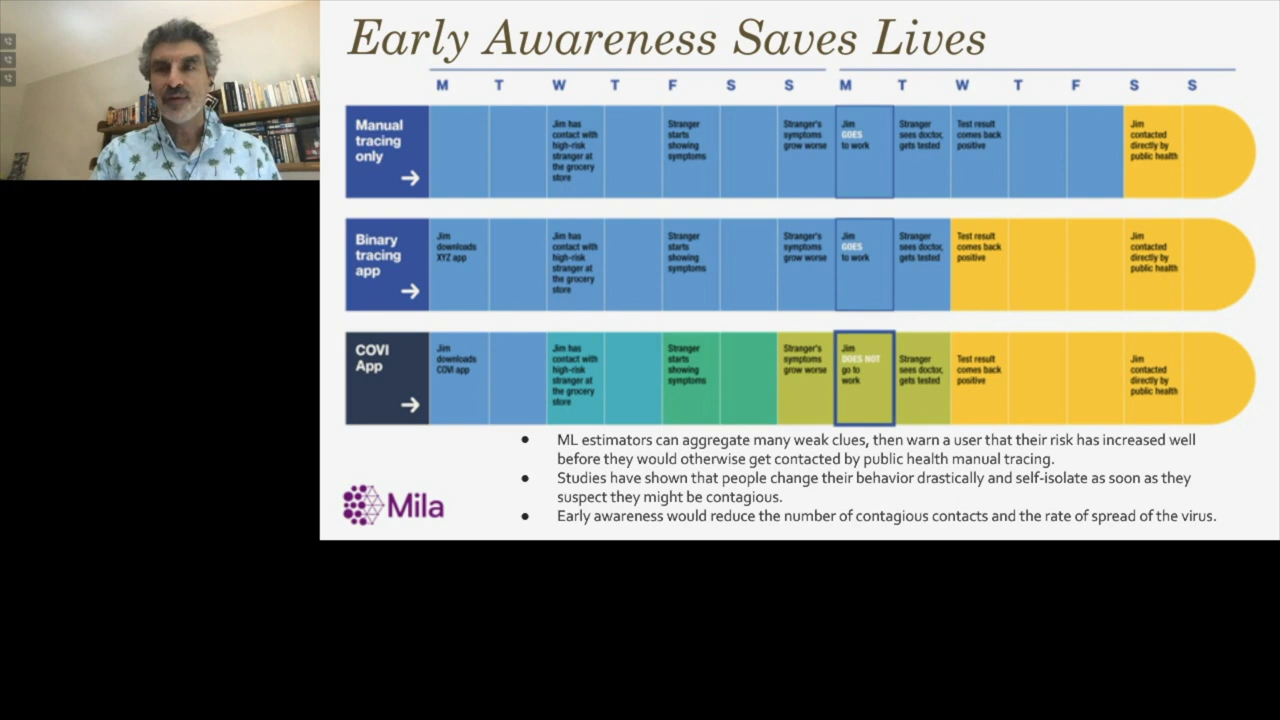 Early Awareness Saves Lives
M T W T F S S M T W T F S S
Manual
tracing
only
Jim has
contact with
high-risk
stranger at
the grocery
store
Stranger
starts
showing
symptoms
Stranger's
symptoms
grow worse
Jim
GOES
to work
Stranger
sees doctor,
gets tested
Test result
comes back
positive
Jim
contacted
directly by
public health
Binary
tracing
app
Jim
downloads
XYZ app
Jim has
contact with
high-risk
stranger at
the grocery
store
Stranger
starts
showing
symptoms
Stranger's
symptoms
grow worse
Jim
GOES
to work
Stranger
sees doctor,
gets tested
Test result
comes back
positive
Jim
contacted
directly by
public health
COVI
App
Jim
downloads
COVI app
Jim has
contact with
high-risk
stranger at
the grocery
store
Stranger
starts
showing
symptoms
Stranger's
symptoms
grow worse
Jim
DOES NOT
go to
work
Stranger
sees doctor,
gets tested
Test result
comes back
positive
Jim
contacted
directly by
public health
• ML estimators can aggregate many weak clues, then warn a user that their risk has increased well
before they would otherwise get contacted by public health manual tracing.
• Studies have shown that people change their behavior drastically and self-isolate as soon as they
suspect they might be contagious.
• Early awareness would reduce the number of contagious contacts and the rate of spread of the virus.
Mila